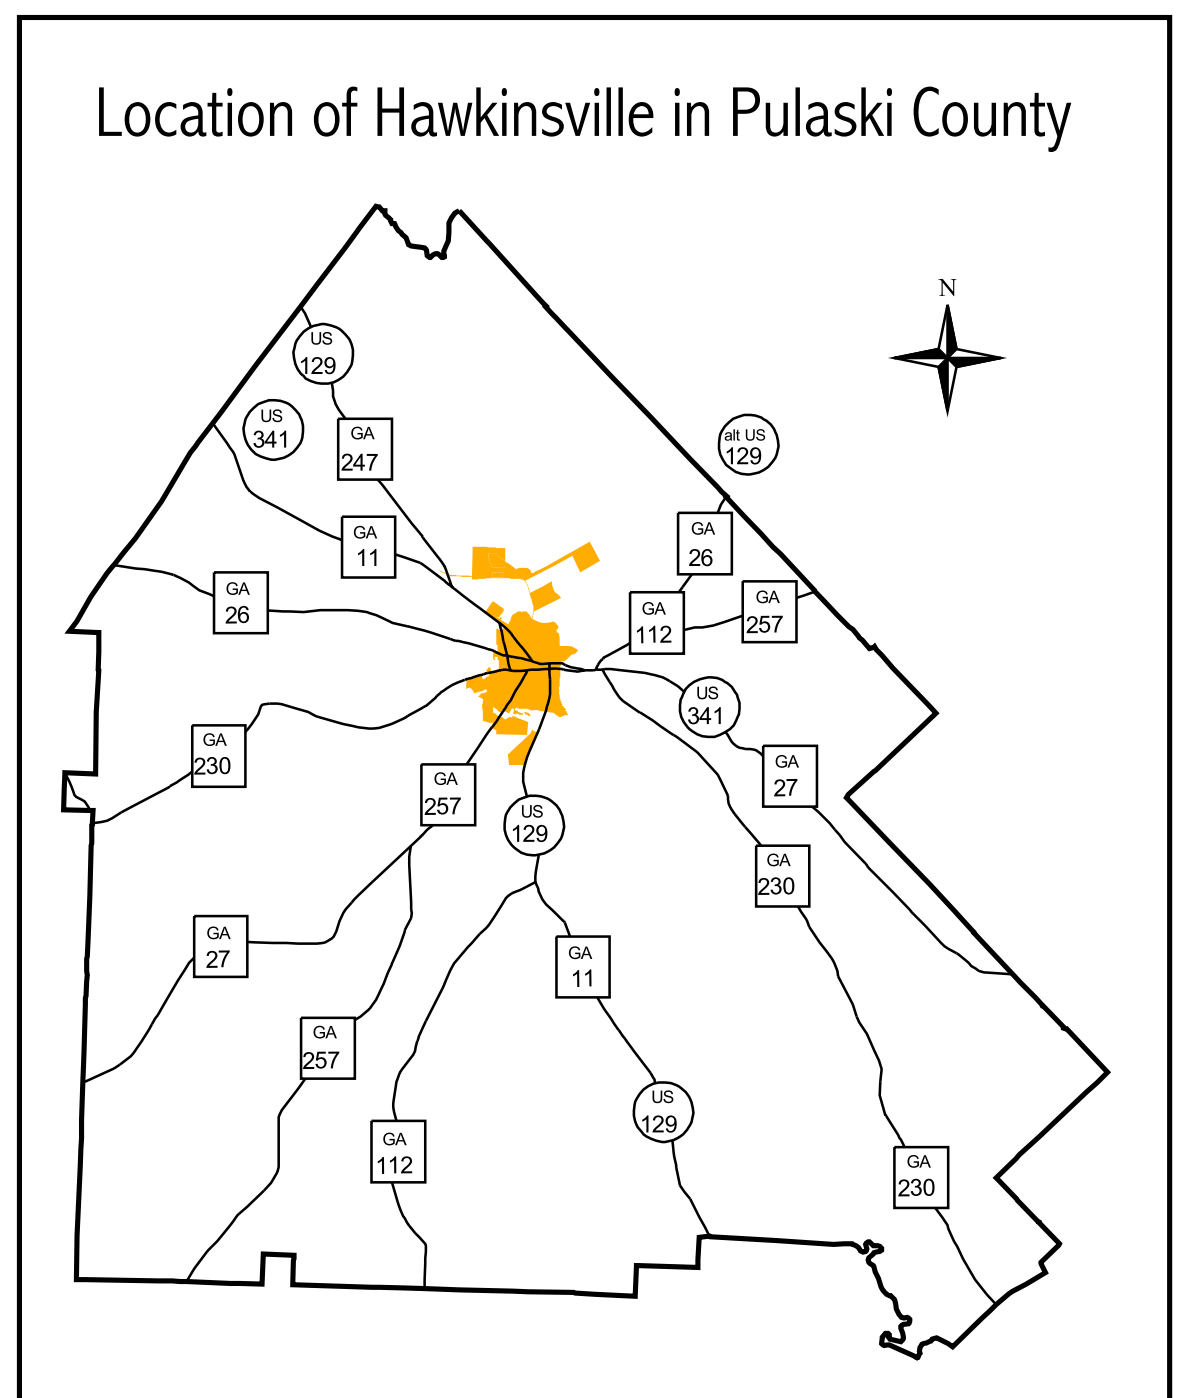 Location of Hawkinsville in Pulaski County
N
US
129
US
341
GA
247
alt US
129
GA
11
GA
26
GA
26
GA
112
GA
257
US
341
GA
230
GA
27
GA
257
US
129
GA
230
GA
27
GA
11
GA
257
US
129
GA
112
GA
230